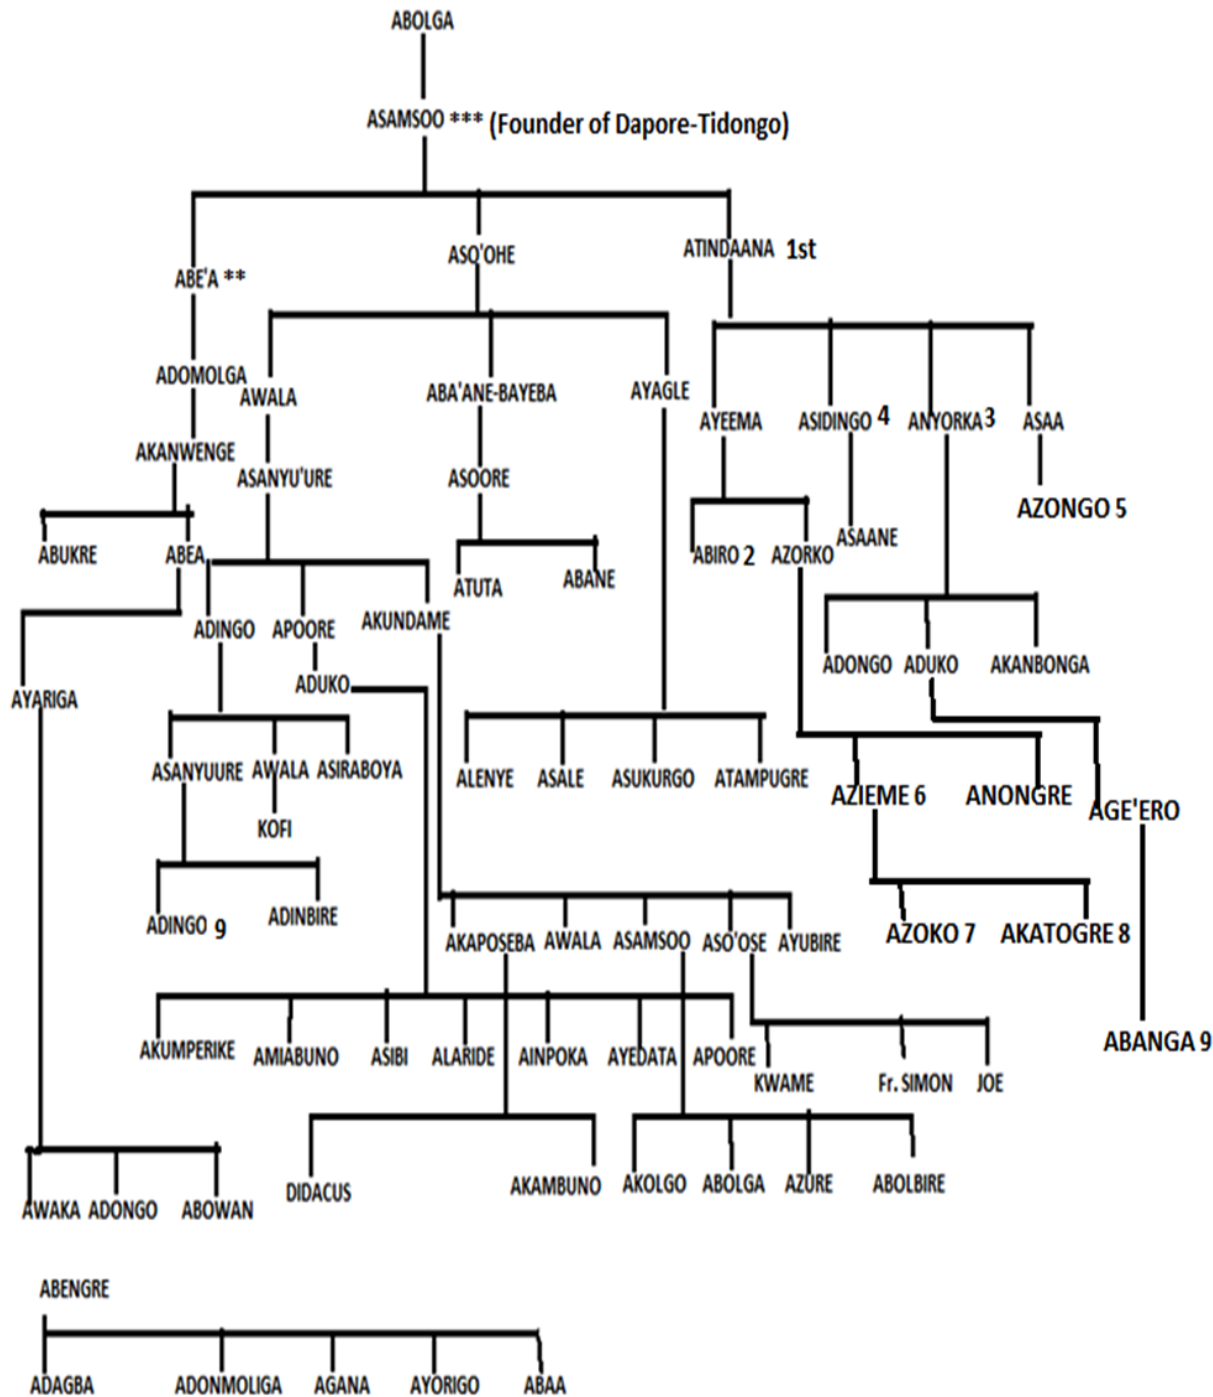 ABOLGA
ASAMSOO *** (Founder of Dapore-Tidongo)
ABE'A **
ASO'OHE
ATINDAANA 1st
ADOMOLGA
AWALA
ABA'ANE-BAYEBA
AYAGLE
AYEEMA
ASIDINGO 4
ANYORKA 3
ASAA
AKANWENGE
ASANYU'URE
ASOORE
AZONGO 5
ABUKRE
ABEA
ATUTA
ABANE
ABIRO 2
AZORKO
ASAANE
ADINGO
APOORE
AKUNDAME
ADONGO
ADUKO
AKANBONGA
AYARIGA
ADUKO
ASANYUURE
AWALA
ASIRABOYA
ALENYE
ASALE
ASUKURGO
ATAMPUGRE
AZIEME 6
ANONGRE
AGE'ERO
KOFI
ADINGO 9
ADINBIRE
AKAPOSEBA
AWALA
ASAMSOO
ASO'OSE
AYUBIRE
AZOKO 7
AKATOGRE 8
AKUMPERIKE
AMIABUNO
ASIBI
ALARIDE
AINPOKA
AYEDATA
APOORE
KWAME
Fr. SIMON
JOE
ABANGA 9
DIDACUS
AKAMBUNO
AKOLGO
ABOLGA
AZURE
ABOLBIRE
AWAKA
ADONGO
ABOWAN
ABENGRE
ADAGBA
ADONMOLIGA
AGANA
AYORIGO
ABAA